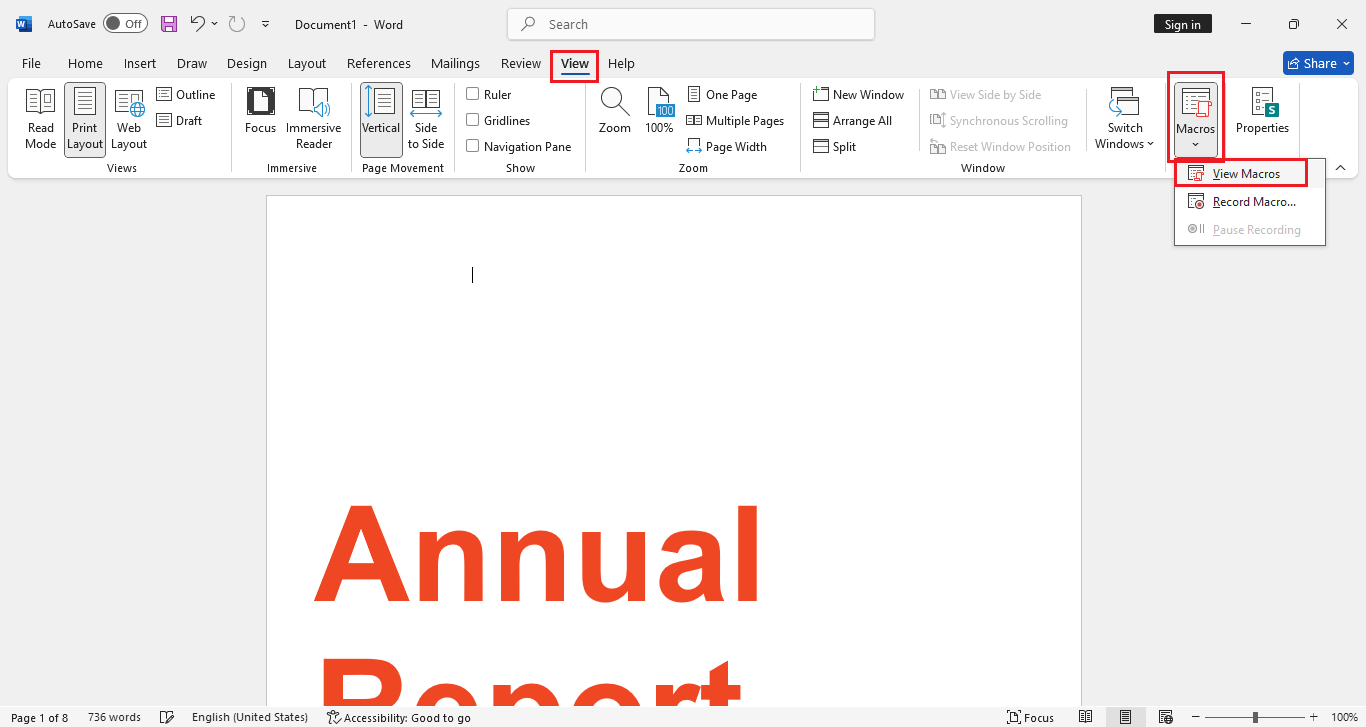 AutoSave Off Document1 - Word Search Sign in
File Home Insert Draw Design Layout References Mailings Review View Help Share
Read Mode
Print Layout
Web Layout
Outline
Draft
Views
Focus
Immersive Reader
Immersive
Vertical
Side to Side
Page Movement
Ruler
Gridlines
Navigation Pane
Show
Zoom
100
100%
One Page
Multiple Pages
Page Width
Zoom
New Window
Arrange All
Split
View Side by Side
Synchronous Scrolling
Reset Window Position
Switch Windows
Window
Macros
S
Properties
View Macros
Record Macro...
Pause Recording
Annual
Report
Page 1 of 8 736 words English (United States) Accessibility: Good to go Focus 100%